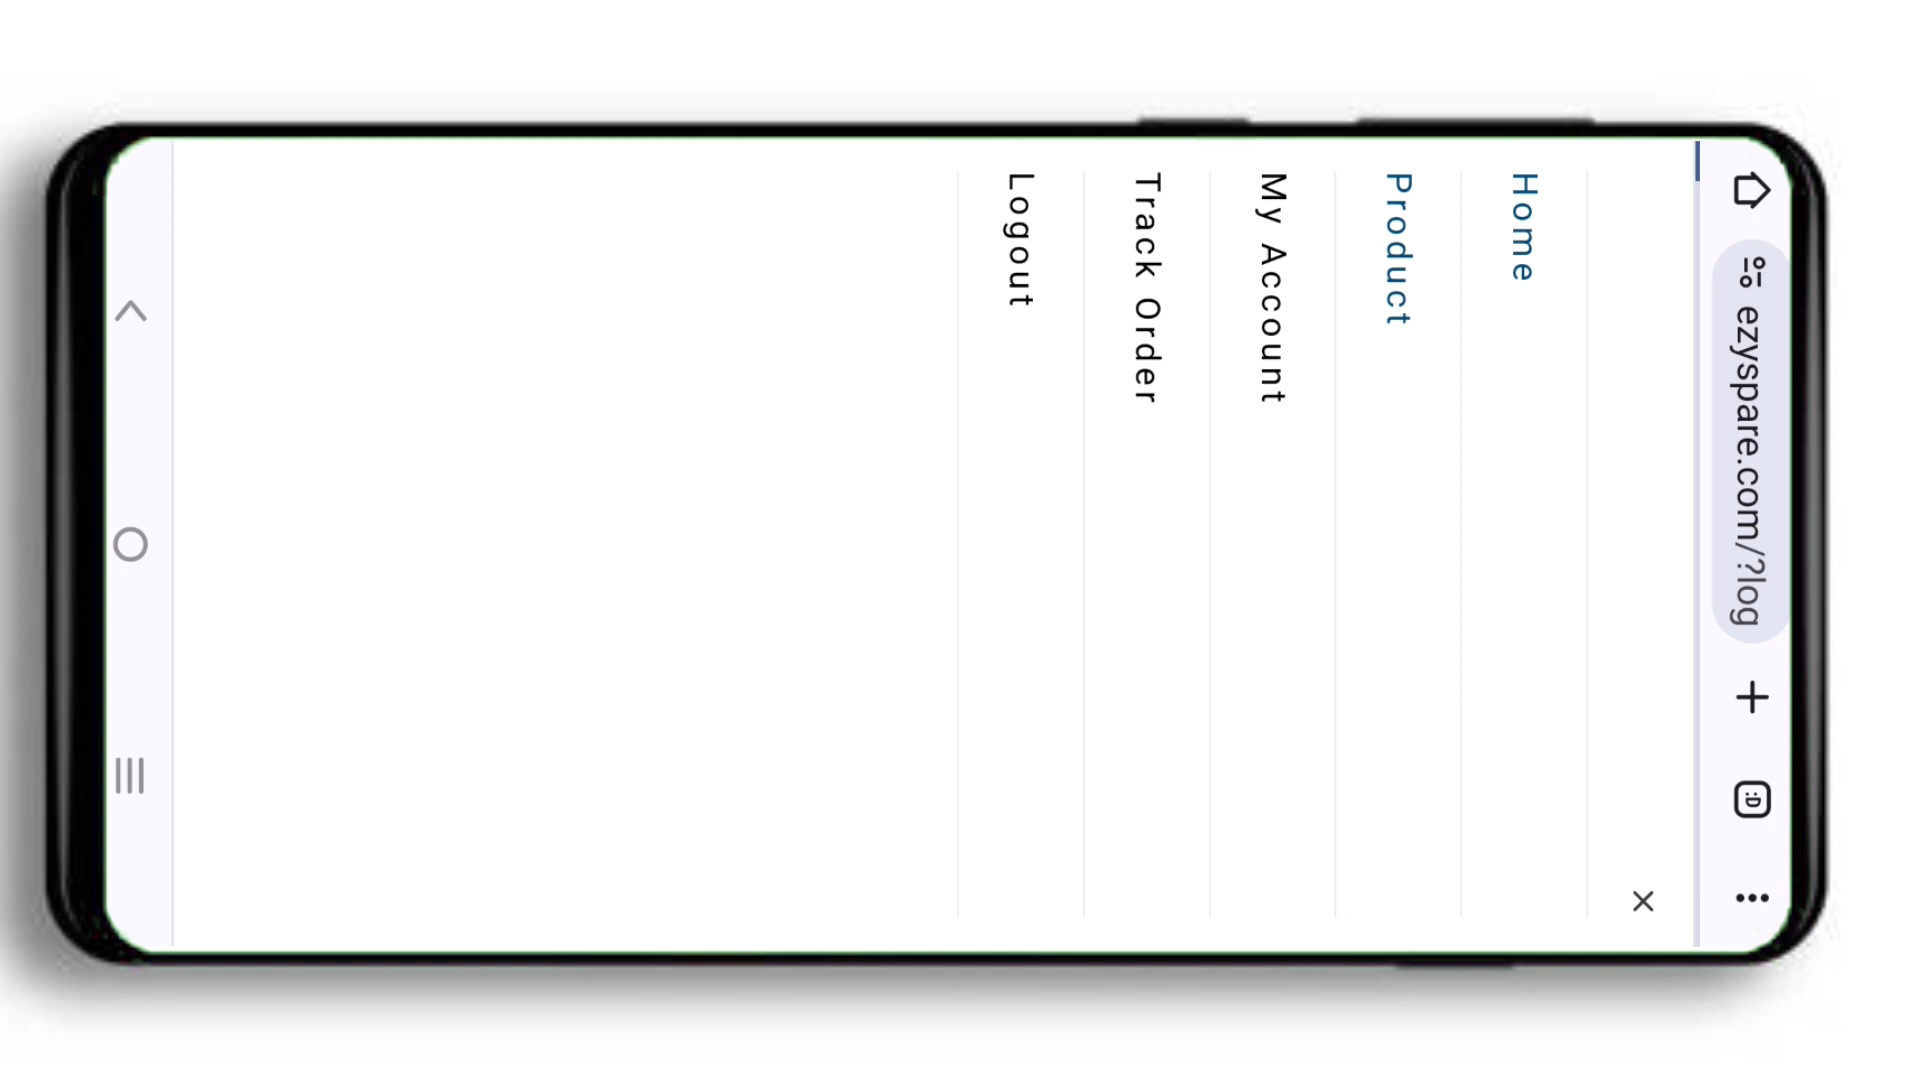 ezyspare.com/?log
:D
Home
Product
My Account
Track Order
Logout